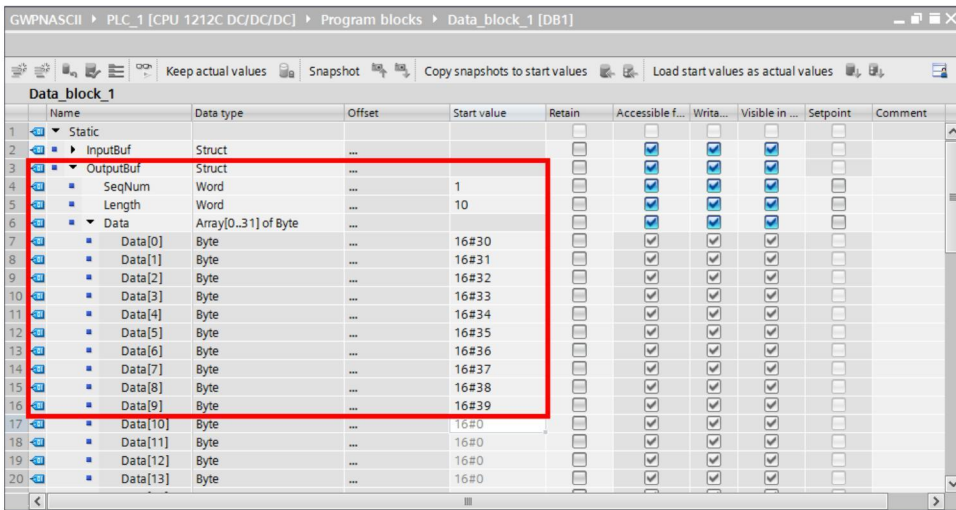 GWPNASCII ▸ PLC_1 [CPU 1212C DC/DC/DC] ▸ Program blocks ▸ Data_block_1 [DB1]
Keep actual values Snapshot Copy snapshots to start values Load start values as actual values
Data_block_1
Name Data type Offset Start value Retain Accessible f... Writa... Visible in ... Setpoint Comment
1 Static
2 InputBuf Struct ...
3 OutputBuf Struct ...
4 SeqNum Word ... 1
5 Length Word ... 10
6 Data Array[0..31] of Byte ...
7 Data[0] Byte ... 16#30
8 Data[1] Byte ... 16#31
9 Data[2] Byte ... 16#32
10 Data[3] Byte ... 16#33
11 Data[4] Byte ... 16#34
12 Data[5] Byte ... 16#35
13 Data[6] Byte ... 16#36
14 Data[7] Byte ... 16#37
15 Data[8] Byte ... 16#38
16 Data[9] Byte ... 16#39
17 Data[10] Byte ... 16#0
18 Data[11] Byte ... 16#0
19 Data[12] Byte ... 16#0
20 Data[13] Byte ... 16#0